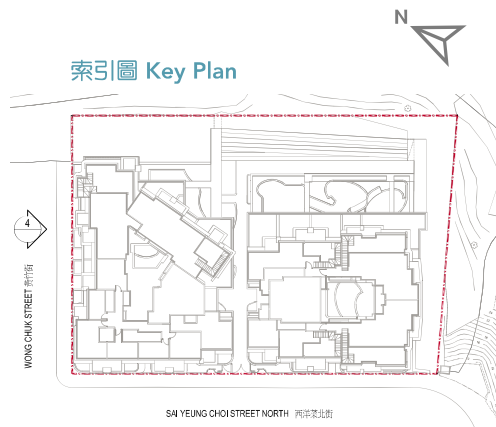 N
索引圖 Key Plan
4
WONG CHUK STREET 黃竹街
SAI YEUNG CHOI STREET NORTH 西洋菜北街